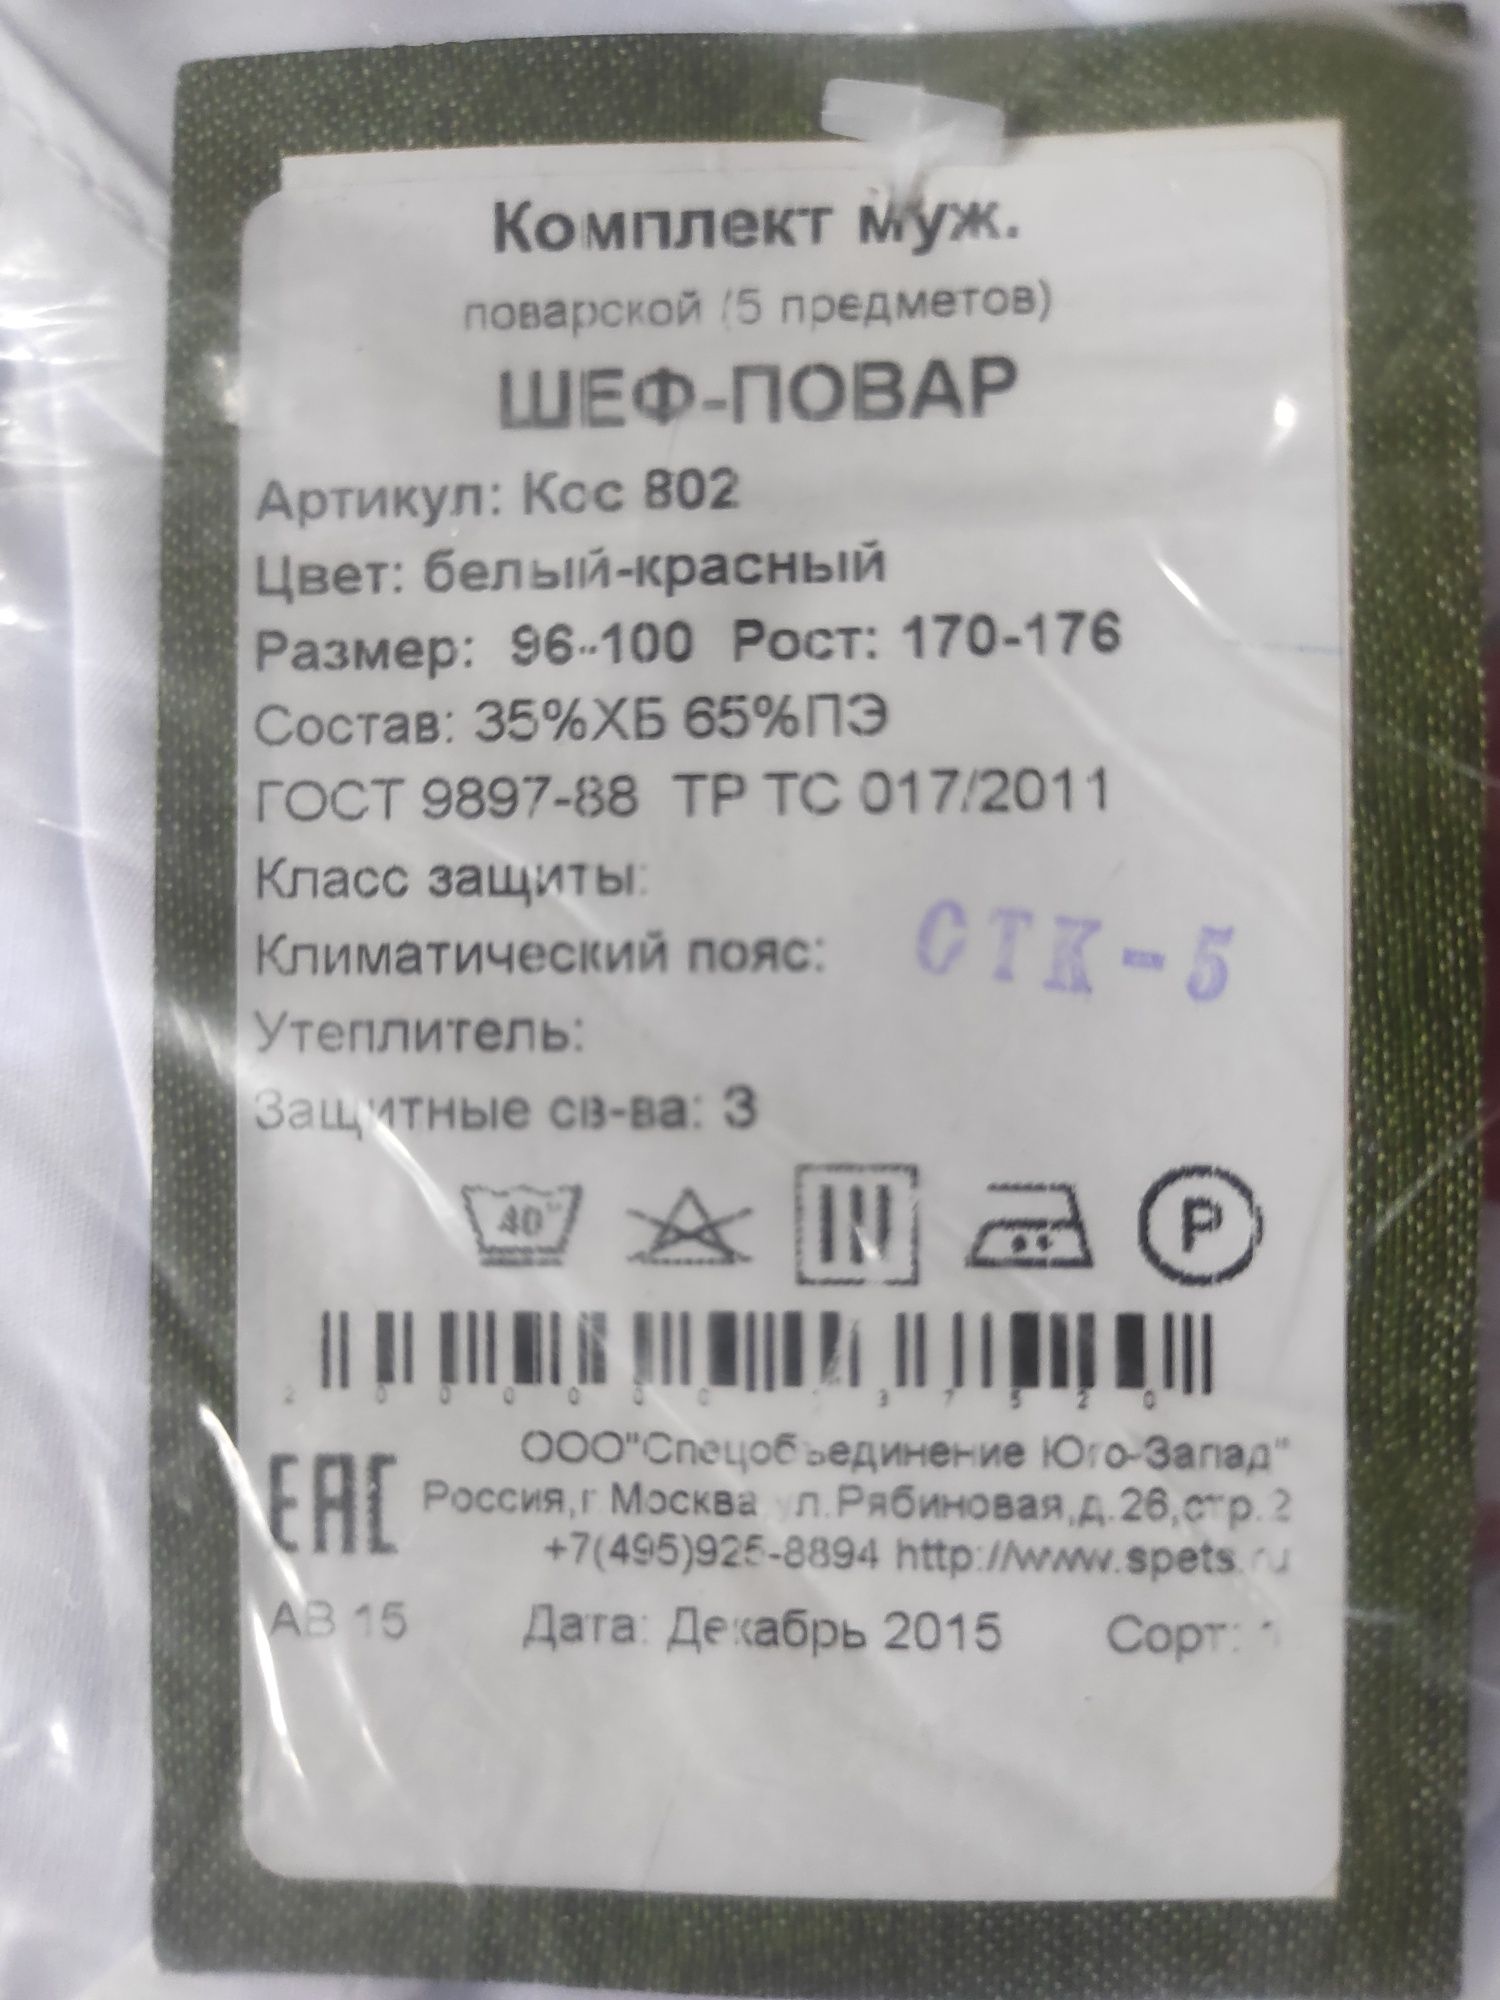 Комплект муж.
поварской (5 предметов)
ШЕФ-ПОВАР
Артикул: Ксс 802
Цвет: белый-красный
Размер: 96-100 Рост: 170-176
Состав: 35%ХБ 65%ПЭ
ГОСТ 9897-88 ТР ТС 017/2011
Класс защиты:
Климатический пояс:
СТК-5
Утеплитель:
Защитные св-ва: З
40° P
ООО"Спецобъединение Юго-Запад"
EAC
Россия,г.Москва ул.Рябиновая,д.26,стр.2
+7(495)925-8894 http://www.spets.ru
АВ 15 Дата: Декабрь 2015 Сорт: 1